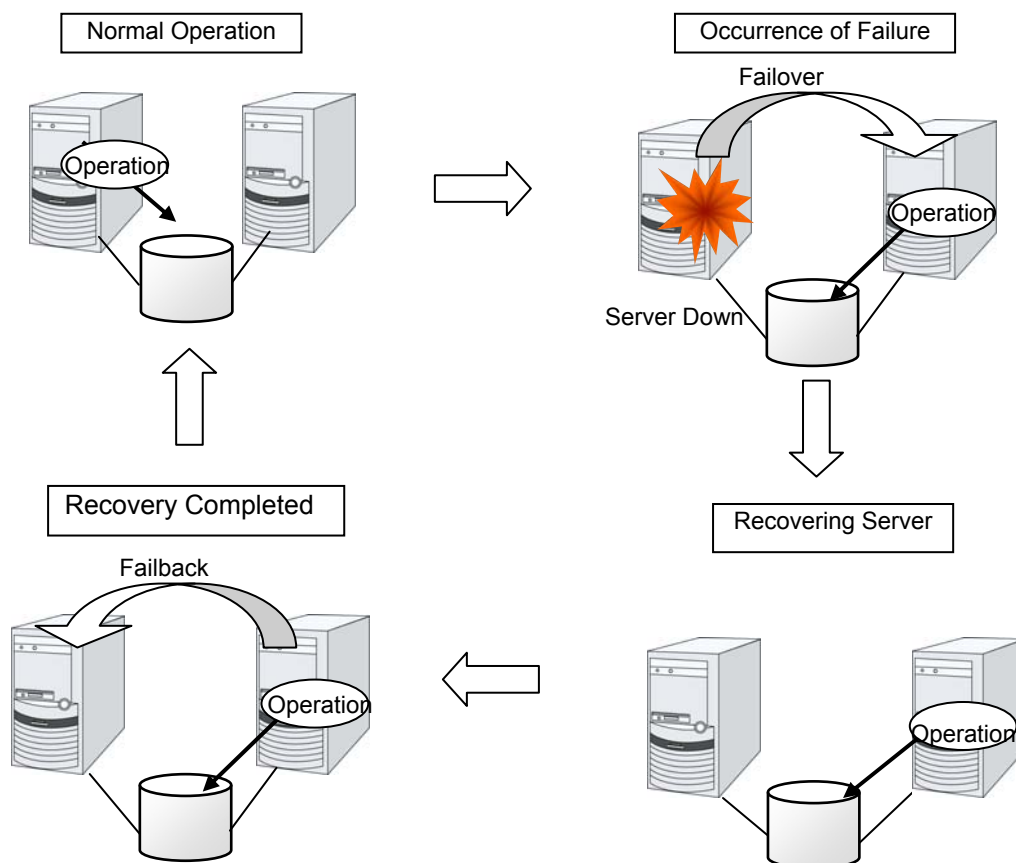 Normal Operation
Occurrence of Failure
Failover
Operation
Operation
Server Down
Recovery Completed
Recovering Server
Failback
Operation
Operation